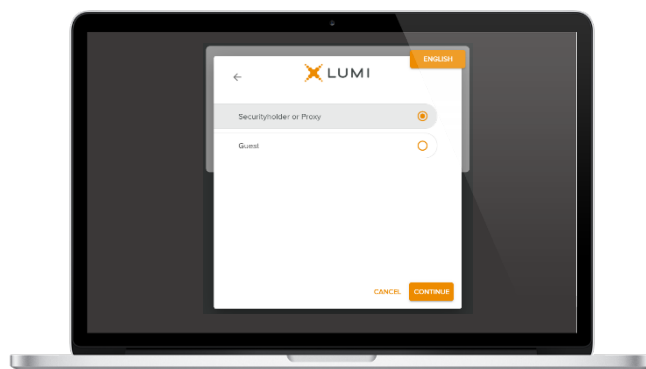 ENGLISH
LUMI
Securityholder or Proxy
Guest
CANCEL
CONTINUE